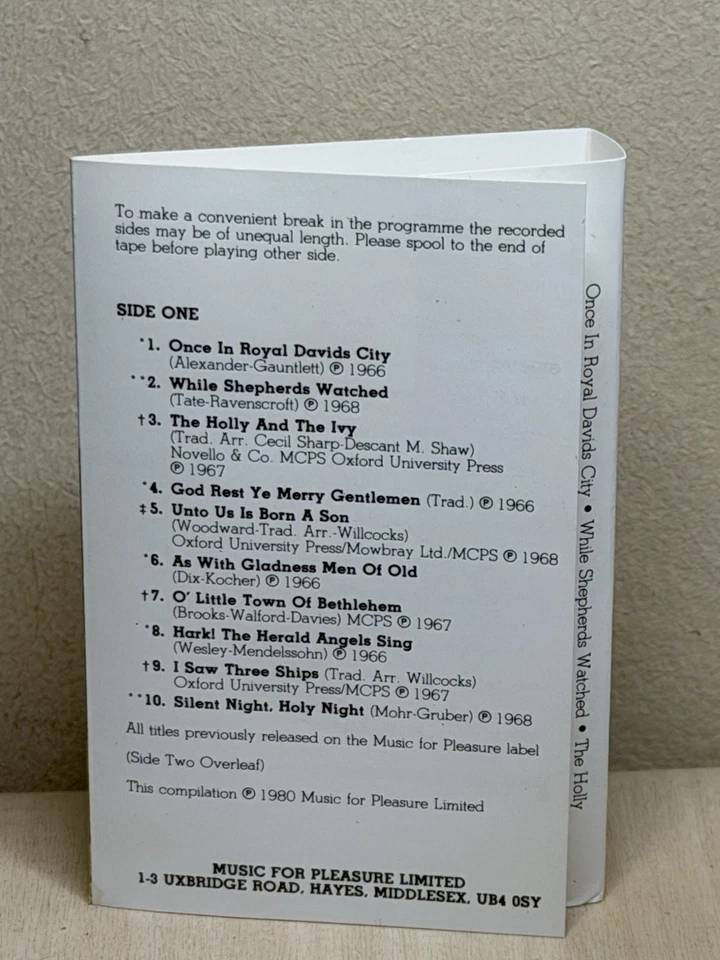 To make a convenient break in the programme the recorded
sides may be of unequal length. Please spool to the end of
tape before playing other side.
SIDE ONE
*1. Once In Royal Davids City
(Alexander-Gauntlett) ℗ 1966
**2. While Shepherds Watched
(Tate-Ravenscroft) ℗ 1968
†3. The Holly And The Ivy
(Trad. Arr. Cecil Sharp-Descant M. Shaw)
Novello & Co. MCPS Oxford University Press
℗ 1967
*4. God Rest Ye Merry Gentlemen (Trad.) ℗ 1966
‡5. Unto Us Is Born A Son
(Woodward-Trad. Arr.-Willcocks)
Oxford University Press/Mowbray Ltd./MCPS ℗ 1968
*6. As With Gladness Men Of Old
(Dix-Kocher) ℗ 1966
†7. O' Little Town Of Bethlehem
(Brooks-Walford-Davies) MCPS ℗ 1967
*8. Hark! The Herald Angels Sing
(Wesley-Mendelssohn) ℗ 1966
†9. I Saw Three Ships (Trad. Arr. Willcocks)
Oxford University Press/MCPS ℗ 1967
**10. Silent Night, Holy Night (Mohr-Gruber) ℗ 1968
All titles previously released on the Music for Pleasure label
(Side Two Overleaf)
This compilation ℗ 1980 Music for Pleasure Limited
MUSIC FOR PLEASURE LIMITED
1-3 UXBRIDGE ROAD, HAYES, MIDDLESEX, UB4 0SY
Once In Royal Davids City • While Shepherds Watched • The Holly